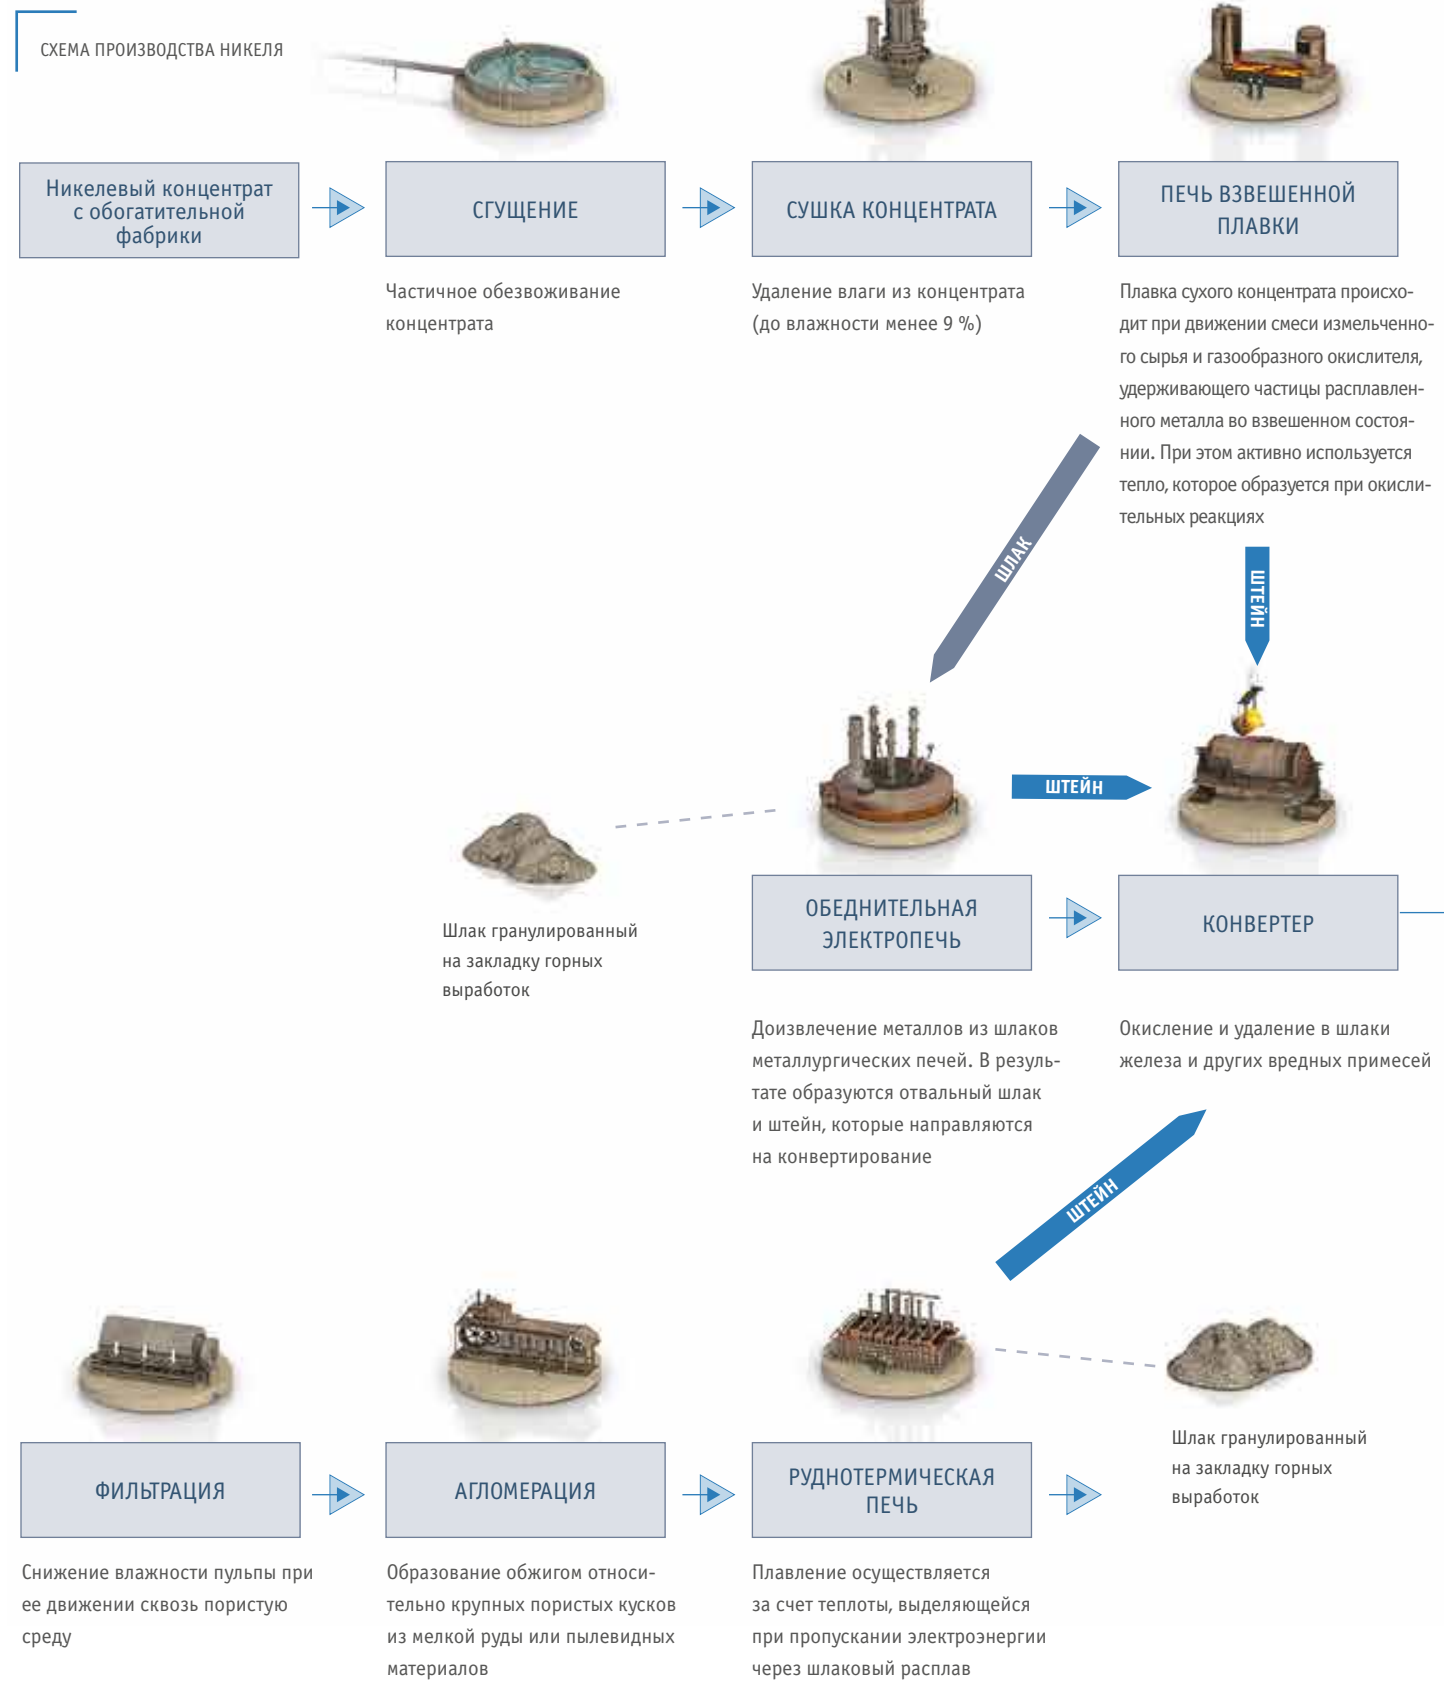 СХЕМА ПРОИЗВОДСТВА НИКЕЛЯ
Никелевый концентрат
с обогатительной
фабрики
СГУЩЕНИЕ
Частичное обезвоживание
концентрата
СУШКА КОНЦЕНТРАТА
Удаление влаги из концентрата
(до влажности менее 9 %)
ПЕЧЬ ВЗВЕШЕННОЙ
ПЛАВКИ
Плавка сухого концентрата происхо-
дит при движении смеси измельченно-
го сырья и газообразного окислителя,
удерживающего частицы расплавлен-
ного металла во взвешенном состоя-
нии. При этом активно используется
тепло, которое образуется при окисли-
тельных реакциях
ШЛАК
ШТЕЙН
ШТЕЙН
Шлак гранулированный
на закладку горных
выработок
ОБЕДНИТЕЛЬНАЯ
ЭЛЕКТРОПЕЧЬ
Доизвлечение металлов из шлаков
металлургических печей. В резуль-
тате образуются отвальный шлак
и штейн, которые направляются
на конвертирование
КОНВЕРТЕР
Окисление и удаление в шлаки
железа и других вредных примесей
ШТЕЙН
ФИЛЬТРАЦИЯ
Снижение влажности пульпы при
ее движении сквозь пористую
среду
АГЛОМЕРАЦИЯ
Образование обжигом относи-
тельно крупных пористых кусков
из мелкой руды или пылевидных
материалов
РУДНОТЕРМИЧЕСКАЯ
ПЕЧЬ
Плавление осуществляется
за счет теплоты, выделяющейся
при пропускании электроэнергии
через шлаковый расплав
Шлак гранулированный
на закладку горных
выработок